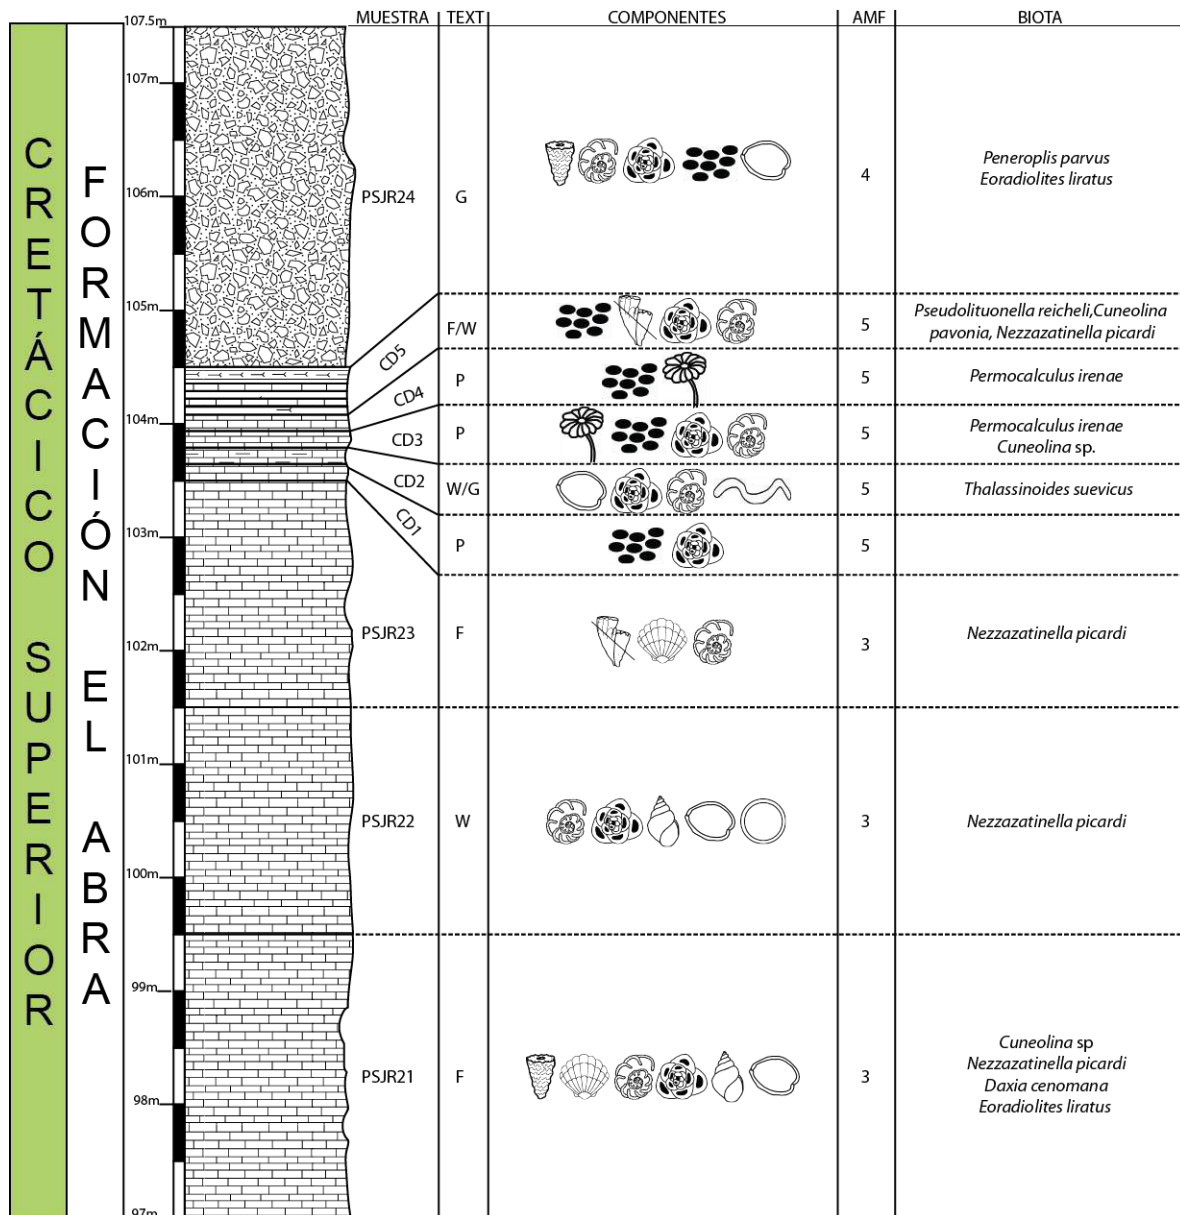 MUESTRA TEXT COMPONENTES AMF BIOTA
CRETÁCICO SUPERIOR
FORMACIÓN EL ABRA
107.5m
107m
106m
105m
104m
103m
102m
101m
100m
99m
98m
97m
PSJR24 G 4
Peneroplis parvus
Eoradiolites liratus
CD5 F/W 5
Pseudolituonella reicheli,Cuneolina
pavonia, Nezzazatinella picardi
CD4 P 5 Permocalculus irenae
CD3 P 5
Permocalculus irenae
Cuneolina sp.
CD2 W/G 5 Thalassinoides suevicus
CD1 P 5
PSJR23 F 3 Nezzazatinella picardi
PSJR22 W 3 Nezzazatinella picardi
PSJR21 F 3
Cuneolina sp
Nezzazatinella picardi
Daxia cenomana
Eoradiolites liratus